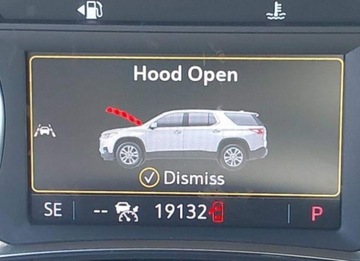 Hood Open
Dismiss
SE -- 19132 P